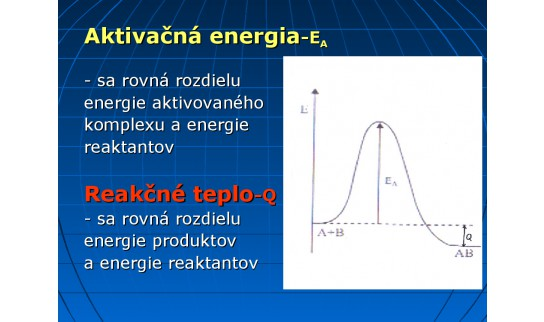 Aktivačná energia-EA
- sa rovná rozdielu
energie aktivovaného
komplexu a energie
reaktantov
Reakčné teplo-Q
- sa rovná rozdielu
energie produktov
a energie reaktantov
E
EA
A+B
Q
AB